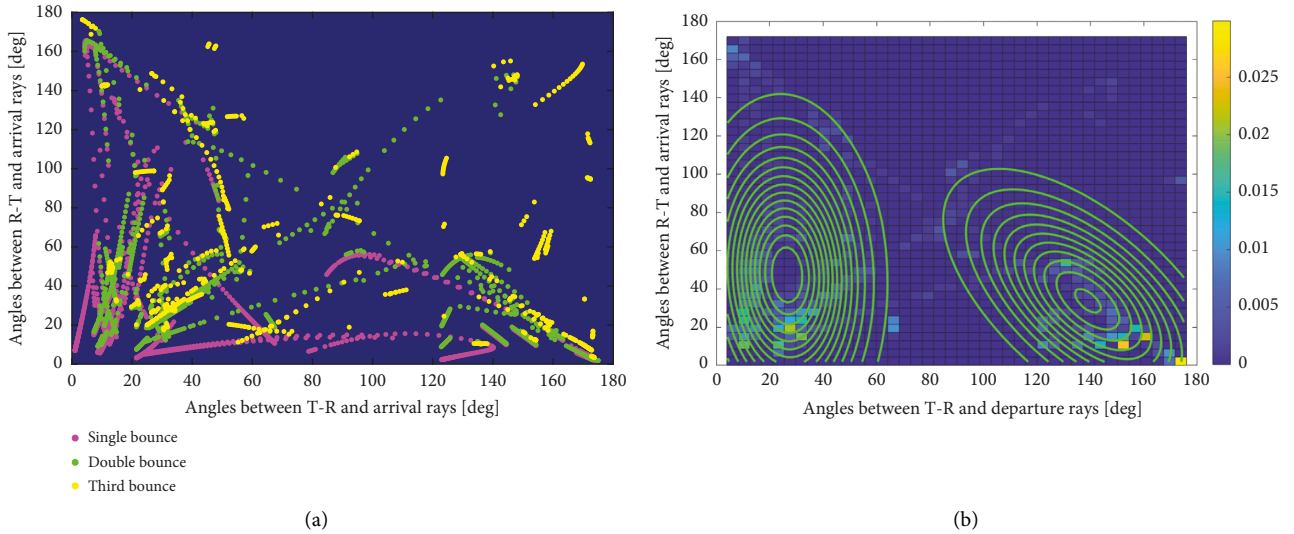 180
160
140
120
100
80
60
40
20
0
Angles between R-T and arrival rays [deg]
0 20 40 60 80 100 120 140 160 180
Angles between T-R and arrival rays [deg]
Single bounce
Double bounce
Third bounce
(a)
180
160
140
120
100
80
60
40
20
0
Angles between R-T and arrival rays [deg]
0 20 40 60 80 100 120 140 160 180
Angles between T-R and departure rays [deg]
0.025
0.02
0.015
0.01
0.005
0
(b)